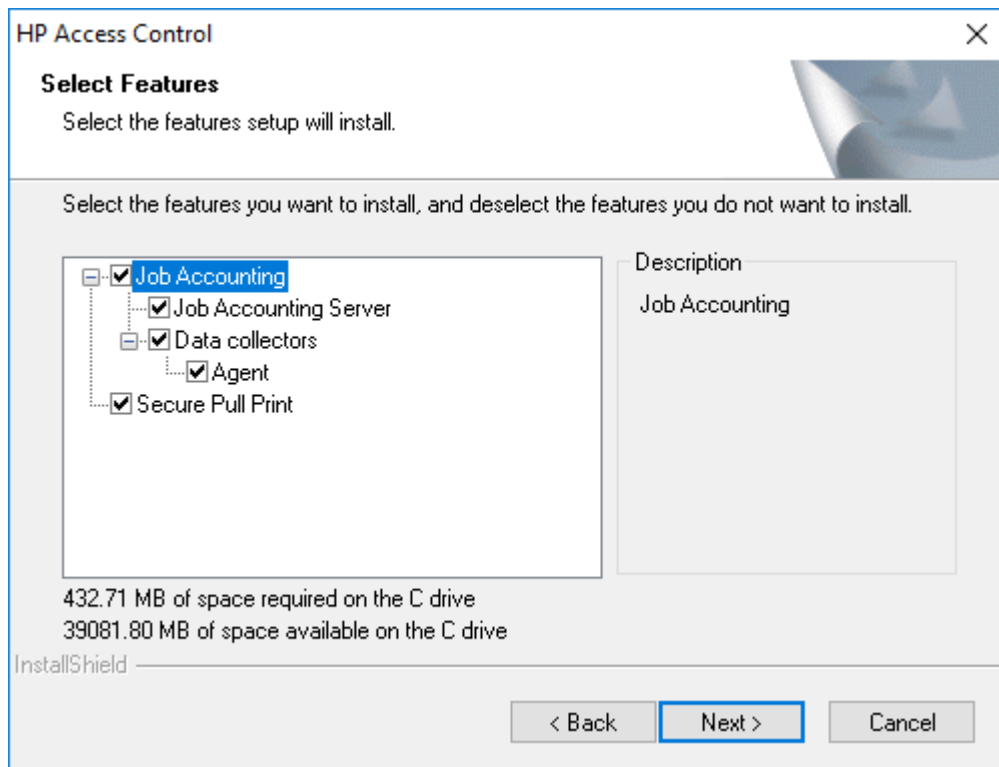 HP Access Control
Select Features
Select the features setup will install.
Select the features you want to install, and deselect the features you do not want to install.
Job Accounting
Job Accounting Server
Data collectors
Agent
Secure Pull Print
Description
Job Accounting
432.71 MB of space required on the C drive
39081.80 MB of space available on the C drive
InstallShield
< Back
Next >
Cancel